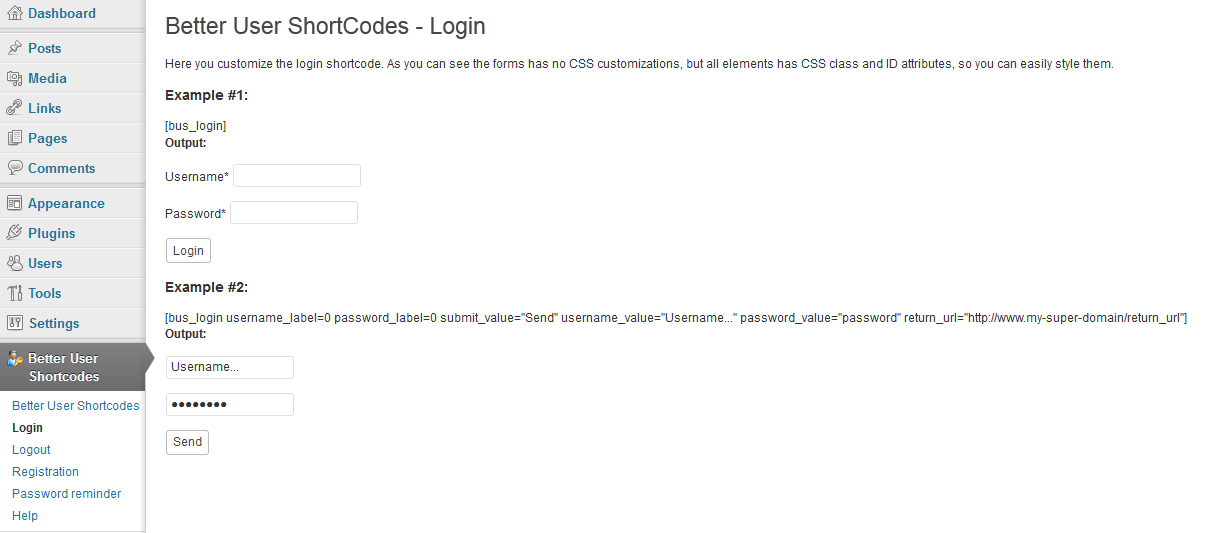 Dashboard
Posts
Media
Links
Pages
Comments
Appearance
Plugins
Users
Tools
Settings
Better User
Shortcodes
Better User Shortcodes
Login
Logout
Registration
Password reminder
Help
Better User ShortCodes - Login
Here you customize the login shortcode. As you can see the forms has no CSS customizations, but all elements has CSS class and ID attributes, so you can easily style them.
Example #1:
[bus_login]
Output:
Username*
Password*
Login
Example #2:
[bus_login username_label=0 password_label=0 submit_value="Send" username_value="Username..." password_value="password" return_url="http://www.my-super-domain/return_url"]
Output:
Username...
••••••••
Send